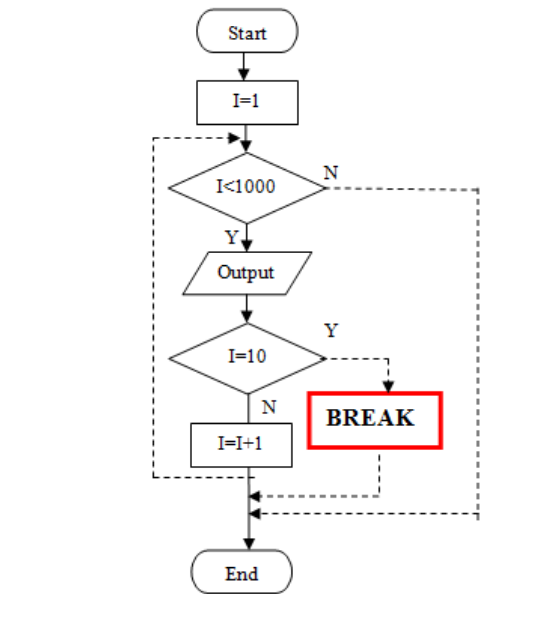 Start
I=1
I<1000
N
Y
Output
Y
I=10
N
BREAK
I=I+1
End